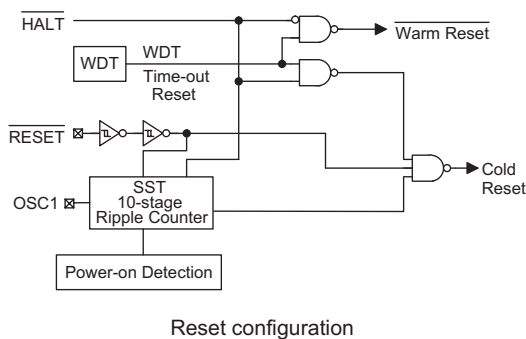 HALT
WDT
WDT
Time-out
Reset
Warm Reset
RESET
OSC1
SST
10-stage
Ripple Counter
Cold
Reset
Power-on Detection
Reset configuration